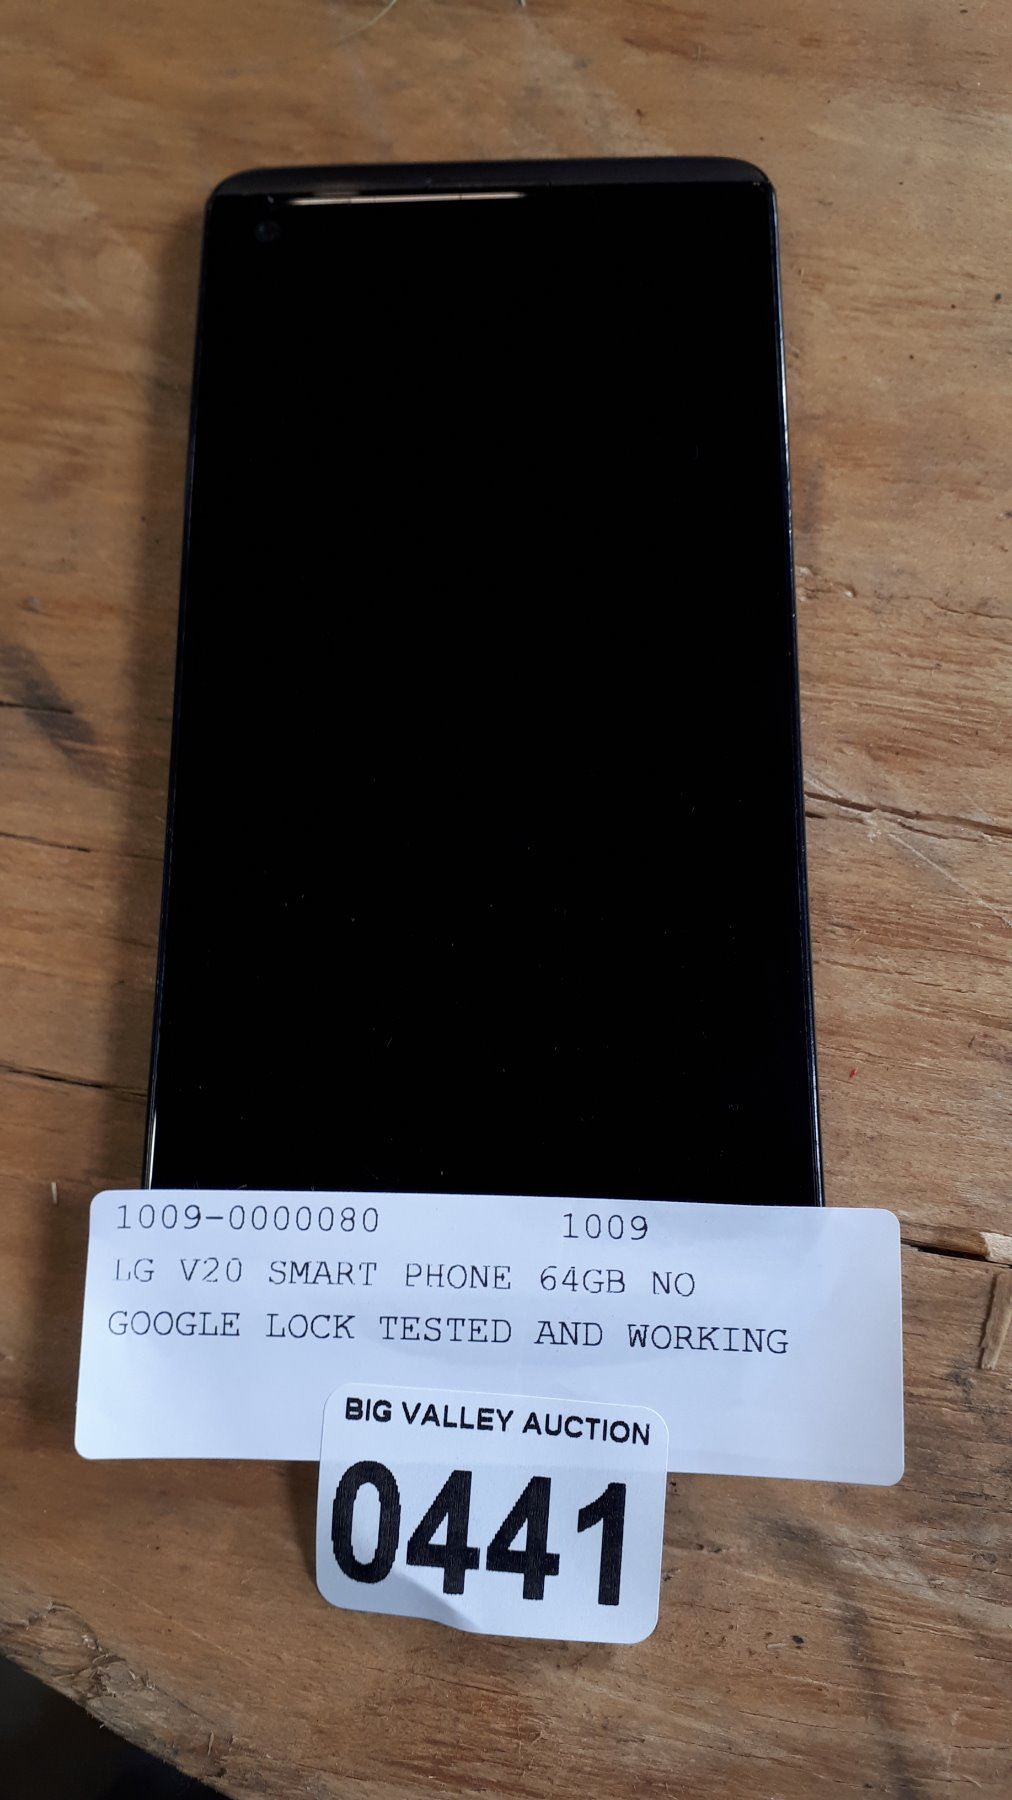 1009-0000080 1009
LG V20 SMART PHONE 64GB NO
GOOGLE LOCK TESTED AND WORKING
BIG VALLEY AUCTION
0441